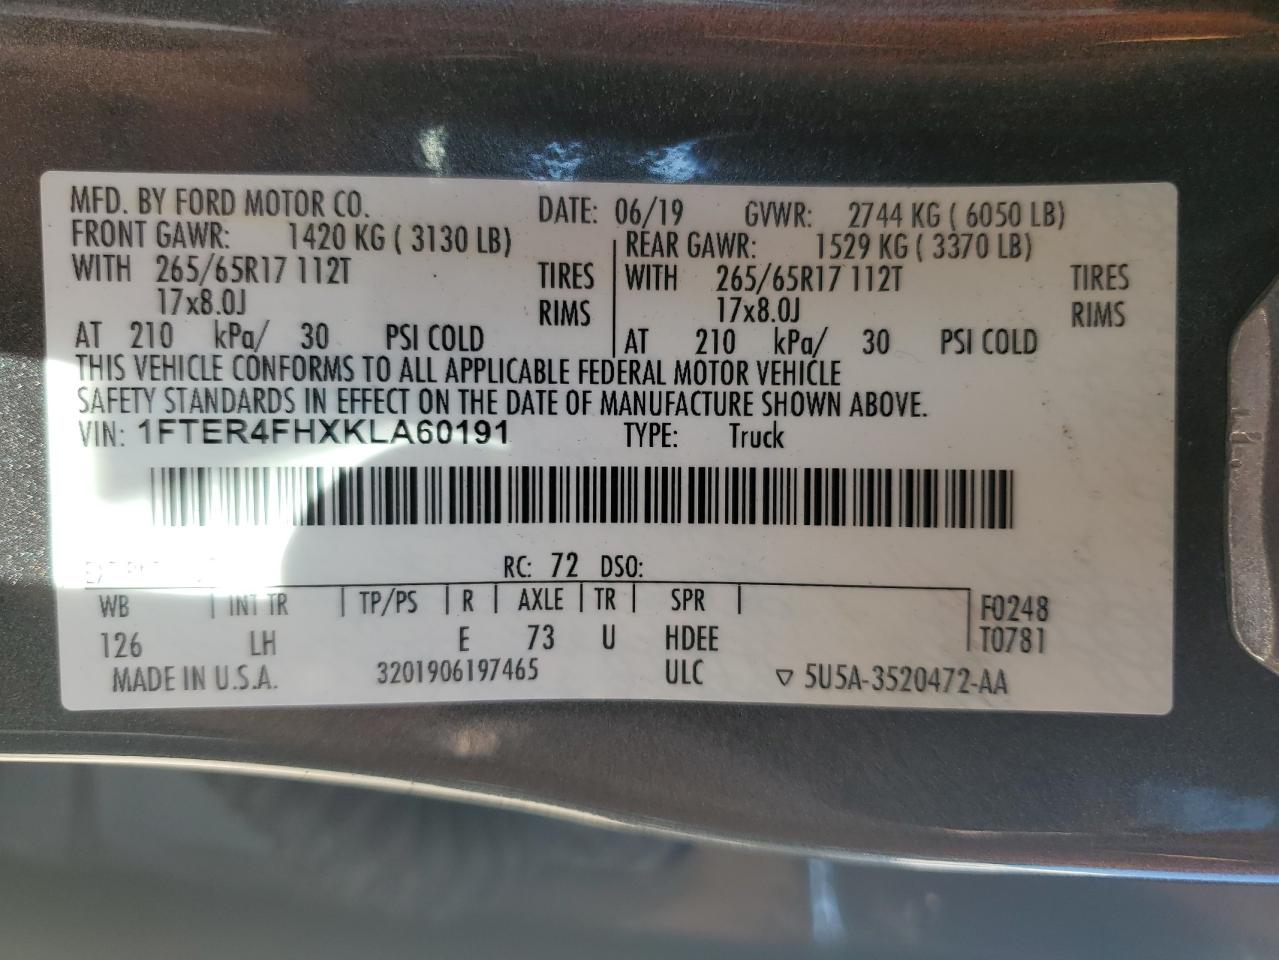 MFD. BY FORD MOTOR CO. DATE: 06/19 GVWR: 2744 KG ( 6050 LB)
FRONT GAWR: 1420 KG ( 3130 LB) REAR GAWR: 1529 KG ( 3370 LB)
WITH 265/65R17 112T TIRES WITH 265/65R17 112T TIRES
17x8.0J RIMS 17x8.0J RIMS
AT 210 kPa/ 30 PSI COLD AT 210 kPa/ 30 PSI COLD
THIS VEHICLE CONFORMS TO ALL APPLICABLE FEDERAL MOTOR VEHICLE
SAFETY STANDARDS IN EFFECT ON THE DATE OF MANUFACTURE SHOWN ABOVE.
VIN: 1FTER4FHXKLA60191 TYPE: Truck
RC: 72 DSO:
WB INT TR TP/PS R AXLE TR SPR F0248
126 LH E 73 U HDEE T0781
MADE IN U.S.A. 3201906197465 ULC ▽ 5U5A-3520472-AA